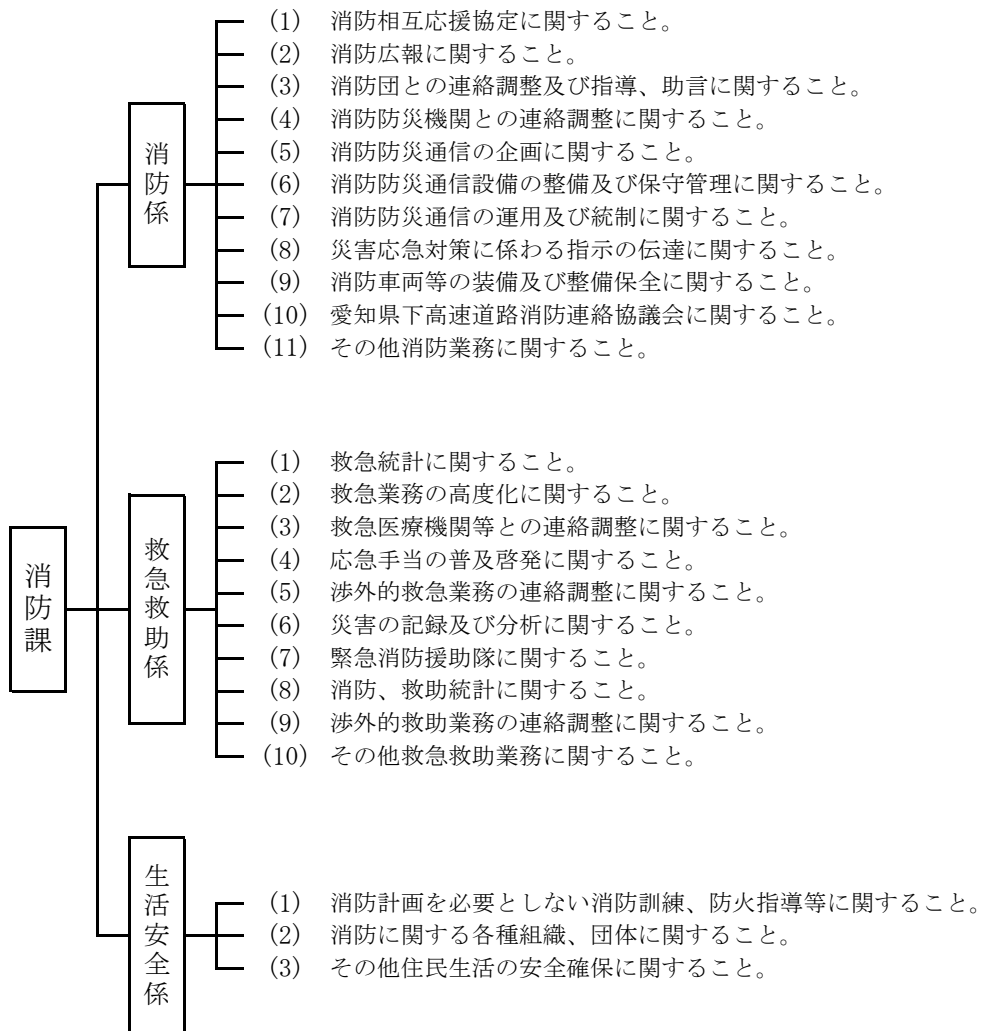 消防課
消防係
(1) 消防相互応援協定に関すること。
(2) 消防広報に関すること。
(3) 消防団との連絡調整及び指導、助言に関すること。
(4) 消防防災機関との連絡調整に関すること。
(5) 消防防災通信の企画に関すること。
(6) 消防防災通信設備の整備及び保守管理に関すること。
(7) 消防防災通信の運用及び統制に関すること。
(8) 災害応急対策に係わる指示の伝達に関すること。
(9) 消防車両等の装備及び整備保全に関すること。
(10) 愛知県下高速道路消防連絡協議会に関すること。
(11) その他消防業務に関すること。
救急救助係
(1) 救急統計に関すること。
(2) 救急業務の高度化に関すること。
(3) 救急医療機関等との連絡調整に関すること。
(4) 応急手当の普及啓発に関すること。
(5) 渉外的救急業務の連絡調整に関すること。
(6) 災害の記録及び分析に関すること。
(7) 緊急消防援助隊に関すること。
(8) 消防、救助統計に関すること。
(9) 渉外的救助業務の連絡調整に関すること。
(10) その他救急救助業務に関すること。
生活安全係
(1) 消防計画を必要としない消防訓練、防火指導等に関すること。
(2) 消防に関する各種組織、団体に関すること。
(3) その他住民生活の安全確保に関すること。